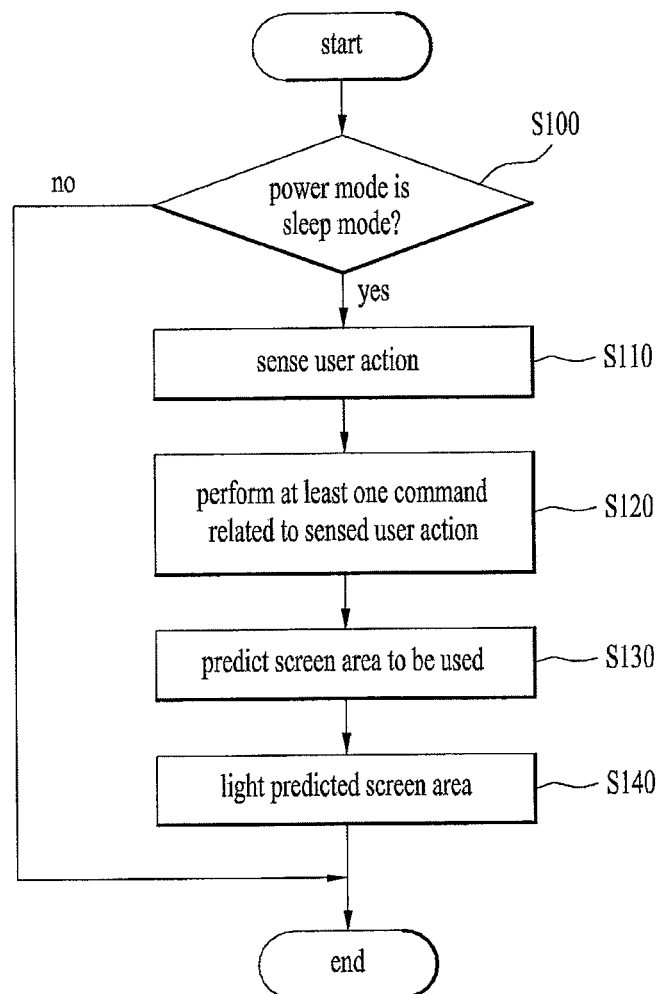 start
S100
no
power mode is
sleep mode?
yes
sense user action
S110
perform at least one command
related to sensed user action
S120
predict screen area to be used
S130
light predicted screen area
S140
end